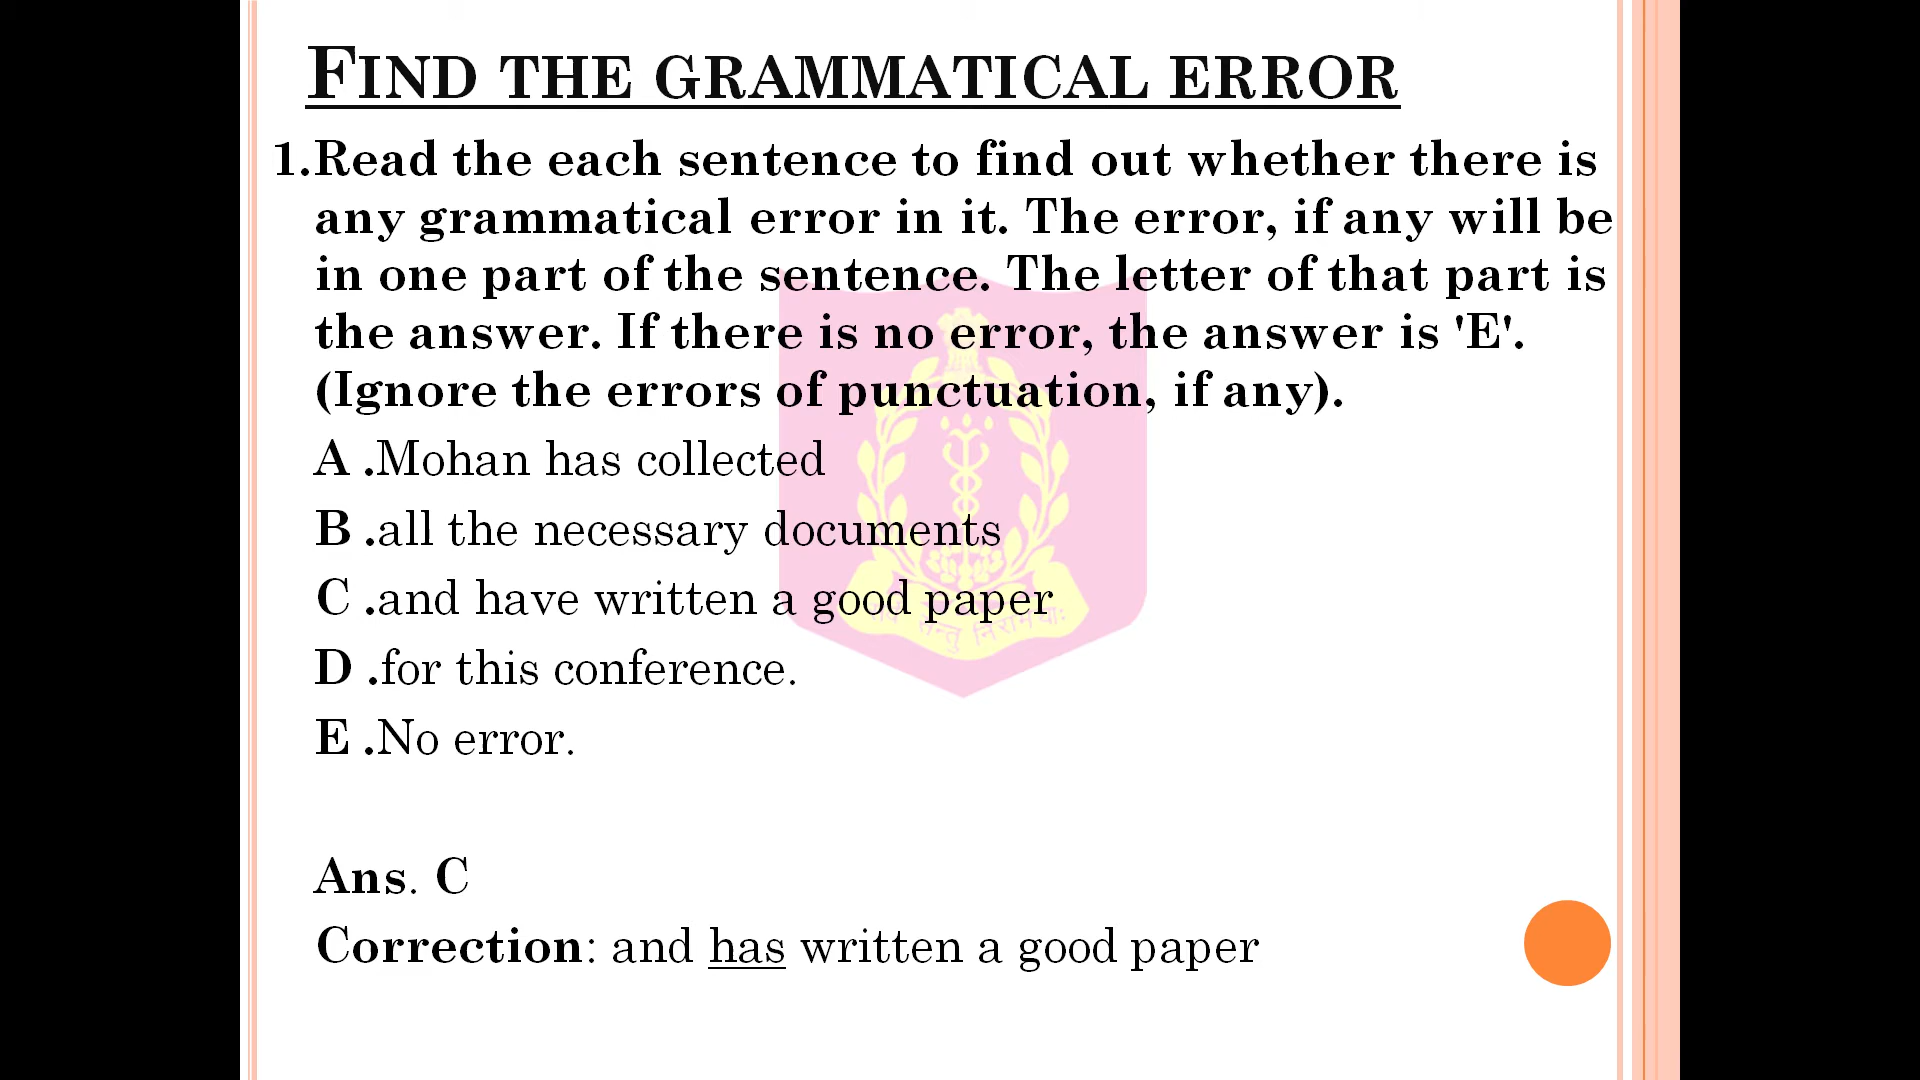 FIND THE GRAMMATICAL ERROR
1.Read the each sentence to find out whether there is
any grammatical error in it. The error, if any will be
in one part of the sentence. The letter of that part is
the answer. If there is no error, the answer is 'E'.
(Ignore the errors of punctuation, if any).
A .Mohan has collected
B .all the necessary documents
C .and have written a good paper
D .for this conference.
E .No error.
Ans. C
Correction: and has written a good paper